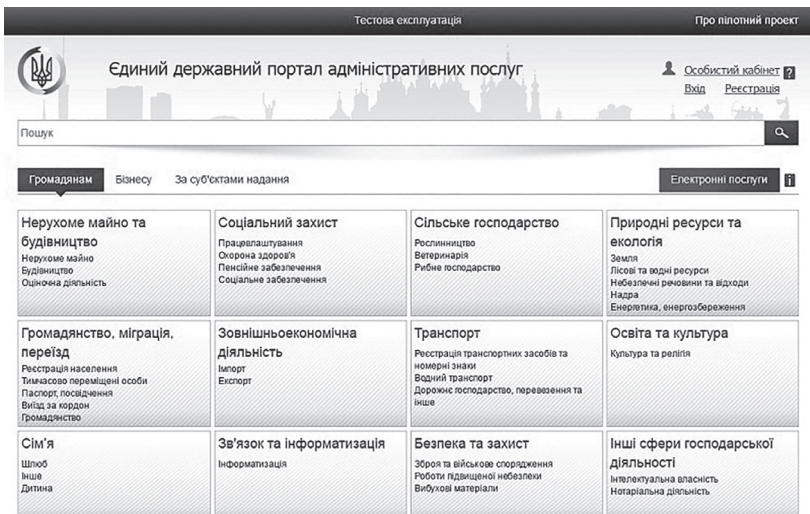 Тестова експлуатація
Про пілотний проект
Єдиний державний портал адміністративних послуг
Особистий кабінет ?
Вхід Реєстрація
Пошук
Громадянам Бізнесу За суб'єктами надання Електронні послуги i
Нерухоме майно та
будівництво
Нерухоме майно
Будівництво
Оціночна діяльність
Соціальний захист
Працевлаштування
Охорона здоров'я
Пенсійне забезпечення
Соціальне забезпечення
Сільське господарство
Рослинництво
Ветеринарія
Рибне господарство
Природні ресурси та
екологія
Земля
Лісові та водні ресурси
Небезпечні речовини та відходи
Надра
Енергетика, енергозбереження
Громадянство, міграція,
переїзд
Реєстрація населення
Тимчасово переміщені особи
Паспорт, посвідчення
Виїзд за кордон
Громадянство
Зовнішньоекономічна
діяльність
Імпорт
Експорт
Транспорт
Реєстрація транспортних засобів та
номерні знаки
Водний транспорт
Дорожнє господарство, перевезення та
інше
Освіта та культура
Культура та релігія
Сім'я
Шлюб
Інше
Дитина
Зв'язок та інформатизація
Інформатизація
Безпека та захист
Зброя та військове спорядження
Роботи підвищеної небезпеки
Вибухові матеріали
Інші сфери господарської
діяльності
Інтелектуальна власність
Нотаріальна діяльність